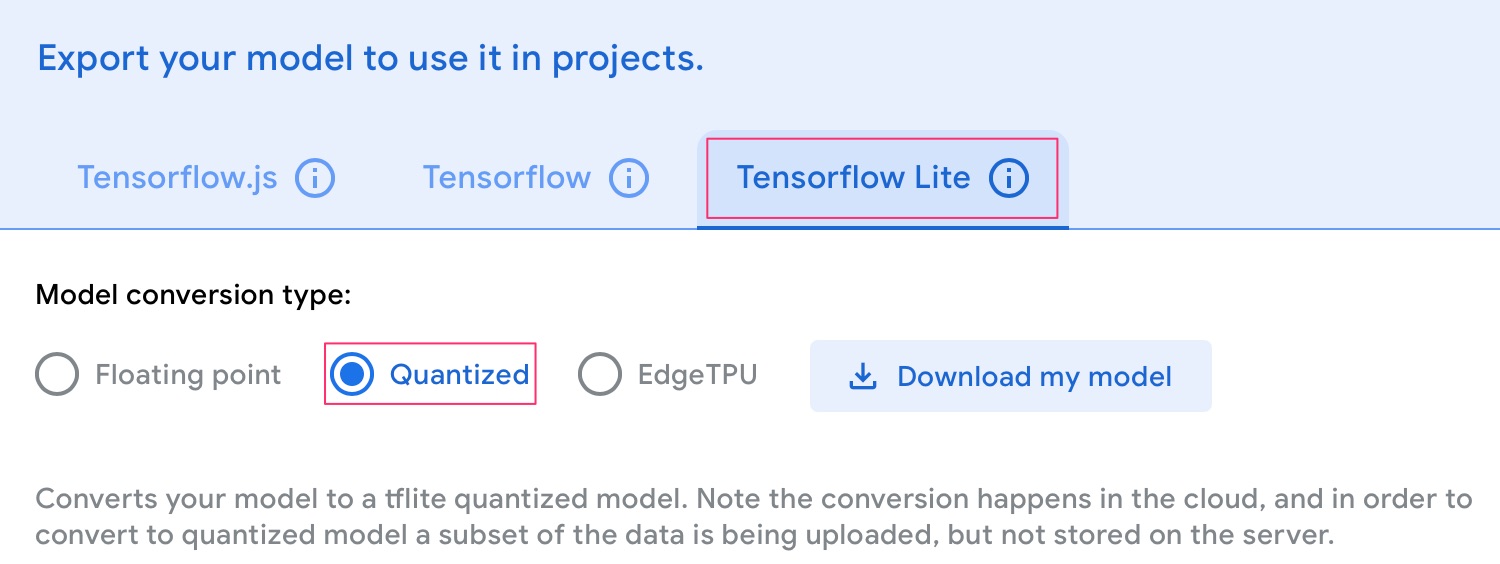 Export your model to use it in projects.
Tensorflow.js Tensorflow Tensorflow Lite
Model conversion type:
Floating point Quantized EdgeTPU Download my model
Converts your model to a tflite quantized model. Note the conversion happens in the cloud, and in order to
convert to quantized model a subset of the data is being uploaded, but not stored on the server.